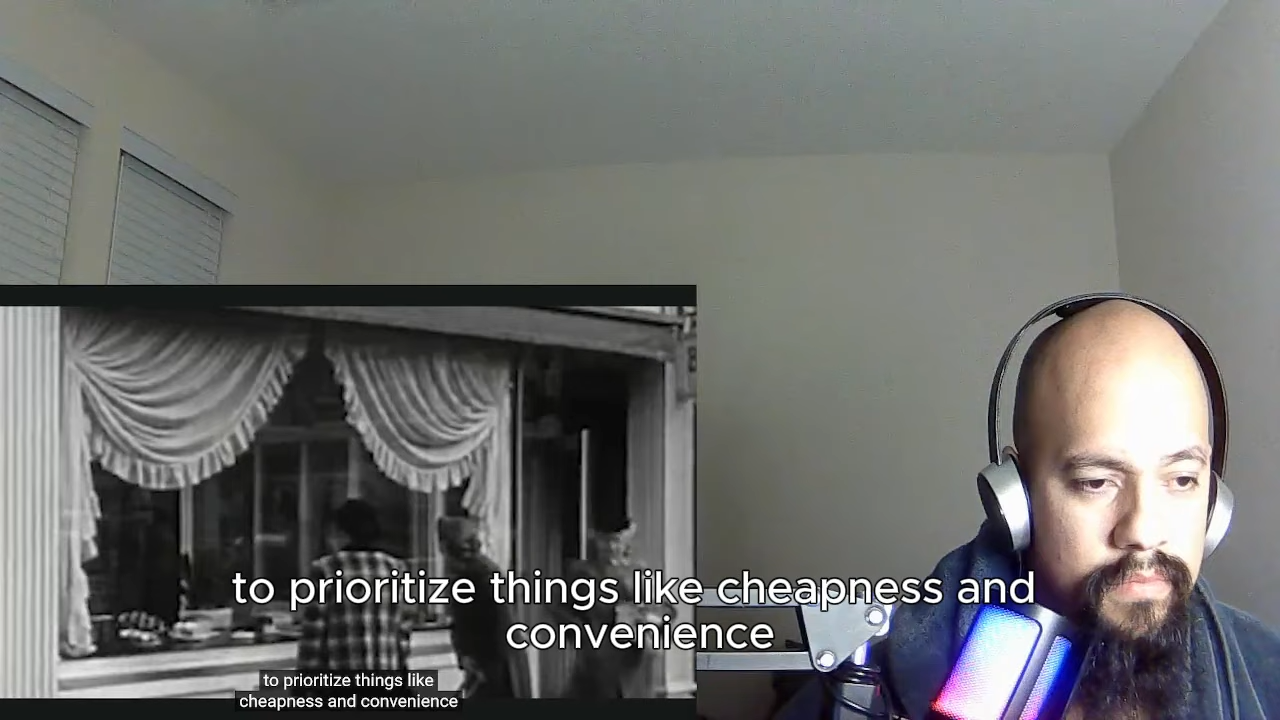 to prioritize things like cheapness and
convenience
to prioritize things like
cheapness and convenience